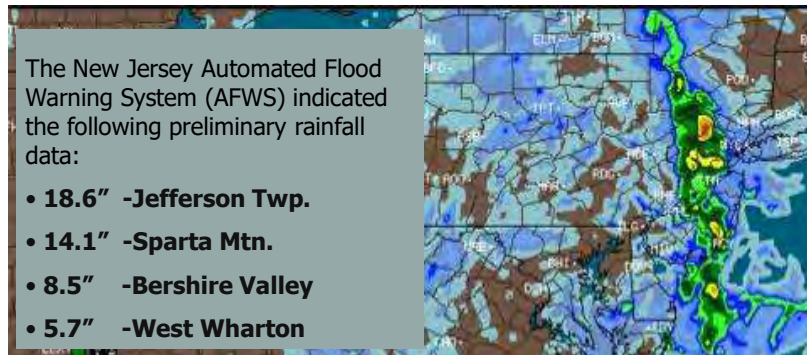 The New Jersey Automated Flood
Warning System (AFWS) indicated
the following preliminary rainfall
data:
• 18.6″ -Jefferson Twp.
• 14.1″ -Sparta Mtn.
• 8.5″ -Bershire Valley
• 5.7″ -West Wharton